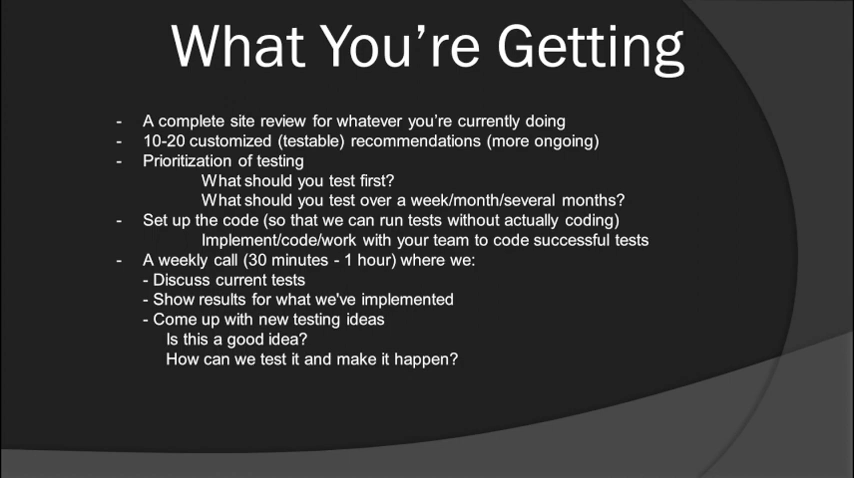 What You’re Getting
- A complete site review for whatever you’re currently doing
- 10-20 customized (testable) recommendations (more ongoing)
- Prioritization of testing
What should you test first?
What should you test over a week/month/several months?
- Set up the code (so that we can run tests without actually coding)
Implement/code/work with your team to code successful tests
- A weekly call (30 minutes - 1 hour) where we:
- Discuss current tests
- Show results for what we've implemented
- Come up with new testing ideas
Is this a good idea?
How can we test it and make it happen?